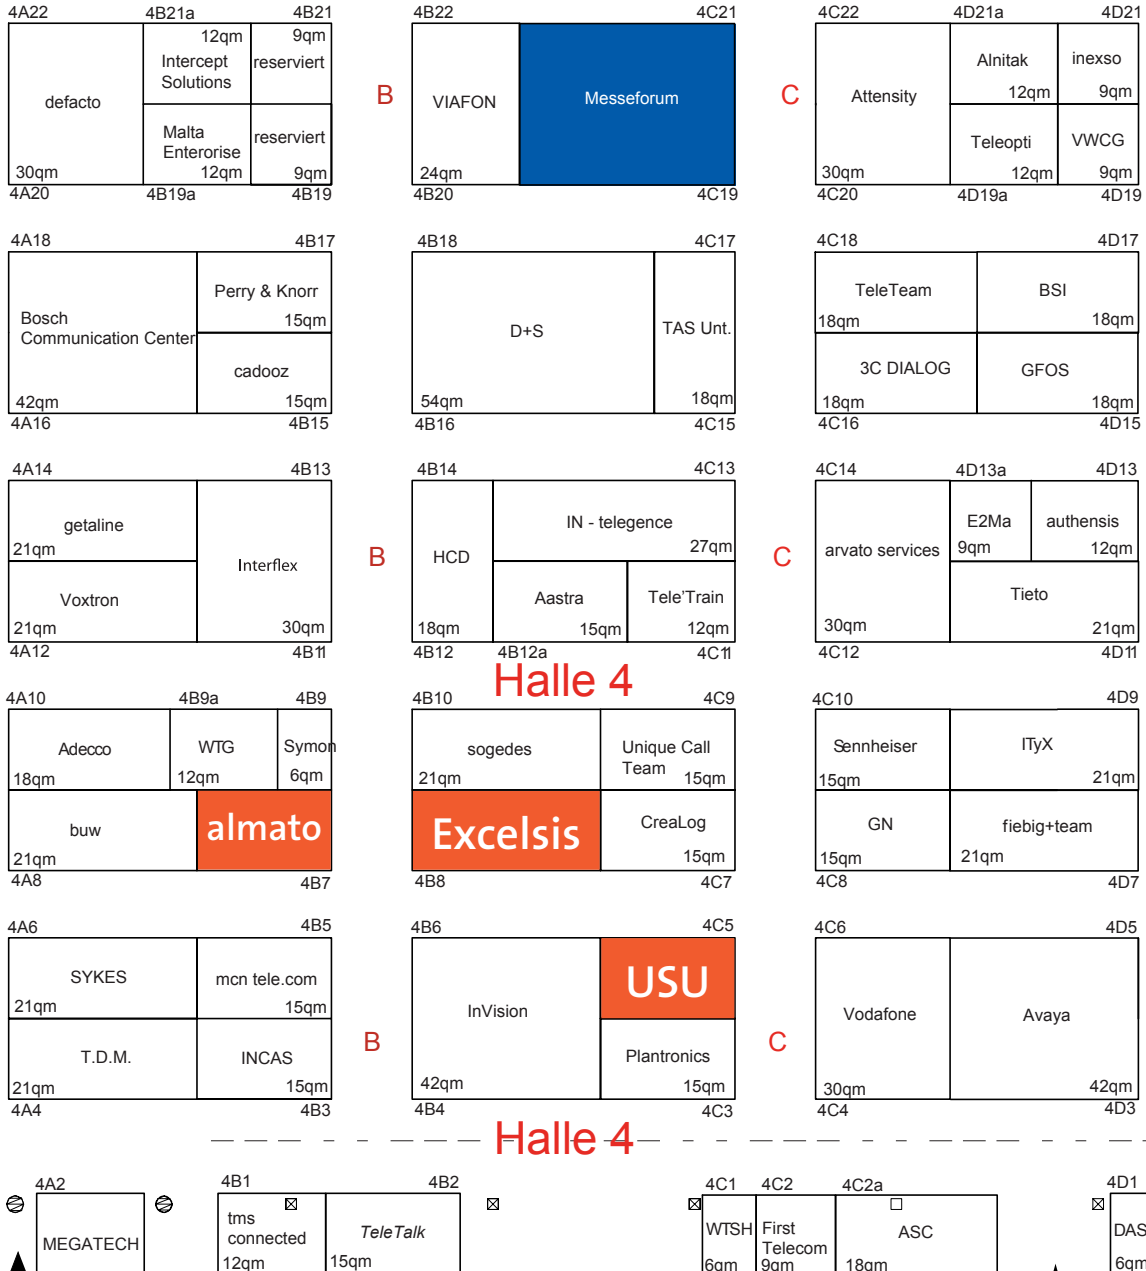 4A22 4B21a 4B21 4B22 4C21 4C22 4D21a 4D21
12qm 9qm
Intercept
Solutions
reserviert
defacto
Malta
Enterorise
reserviert
30qm 12qm 9qm
4A20 4B19a 4B19
B
VIAFON
Messeforum
24qm
4B20 4C19
C
Attensity
Alnitak
12qm
inexso
9qm
Teleopti
12qm
VWCG
9qm
30qm
4C20 4D19a 4D19
4A18 4B17
Bosch
Communication Center
42qm
Perry & Knorr
15qm
cadooz
15qm
4A16 4B15
4B18 4C17
D+S
54qm
TAS Unt.
18qm
4B16 4C15
4C18 4D17
TeleTeam
18qm
BSI
18qm
3C DIALOG
18qm
GFOS
18qm
4C16 4D15
4A14 4B13
getaline
21qm
Voxtron
21qm
Interflex
30qm
4A12 4B11
B
4B14 4C13
HCD
18qm
IN - telegence
27qm
Aastra
15qm
Tele'Train
12qm
4B12 4B12a 4C11
C
4C14 4D13a 4D13
arvato services
30qm
E2Ma
9qm
authensis
12qm
Tieto
21qm
4C12 4D11
Halle 4
4A10 4B9a 4B9
Adecco
18qm
WTG
12qm
Symon
6qm
buw
21qm
almato
4A8 4B7
4B10 4C9
sogedes
21qm
Unique Call
Team 15qm
Excelsis
CreaLog
15qm
4B8 4C7
4C10 4D9
Sennheiser
15qm
ITyX
21qm
GN
15qm
fiebig+team
21qm
4C8 4D7
4A6 4B5
SYKES
21qm
mcn tele.com
15qm
T.D.M.
21qm
INCAS
15qm
4A4 4B3
B
4B6 4C5
InVision
42qm
USU
Plantronics
15qm
4B4 4C3
C
4C6 4D5
Vodafone
30qm
Avaya
42qm
4C4 4D3
Halle 4
4A2
MEGATECH
4B1 4B2
tms
connected
12qm
TeleTalk
15qm
4C1 4C2 4C2a
WTSH
6qm
First
Telecom
9qm
ASC
18qm
4D1
DAS
6qm